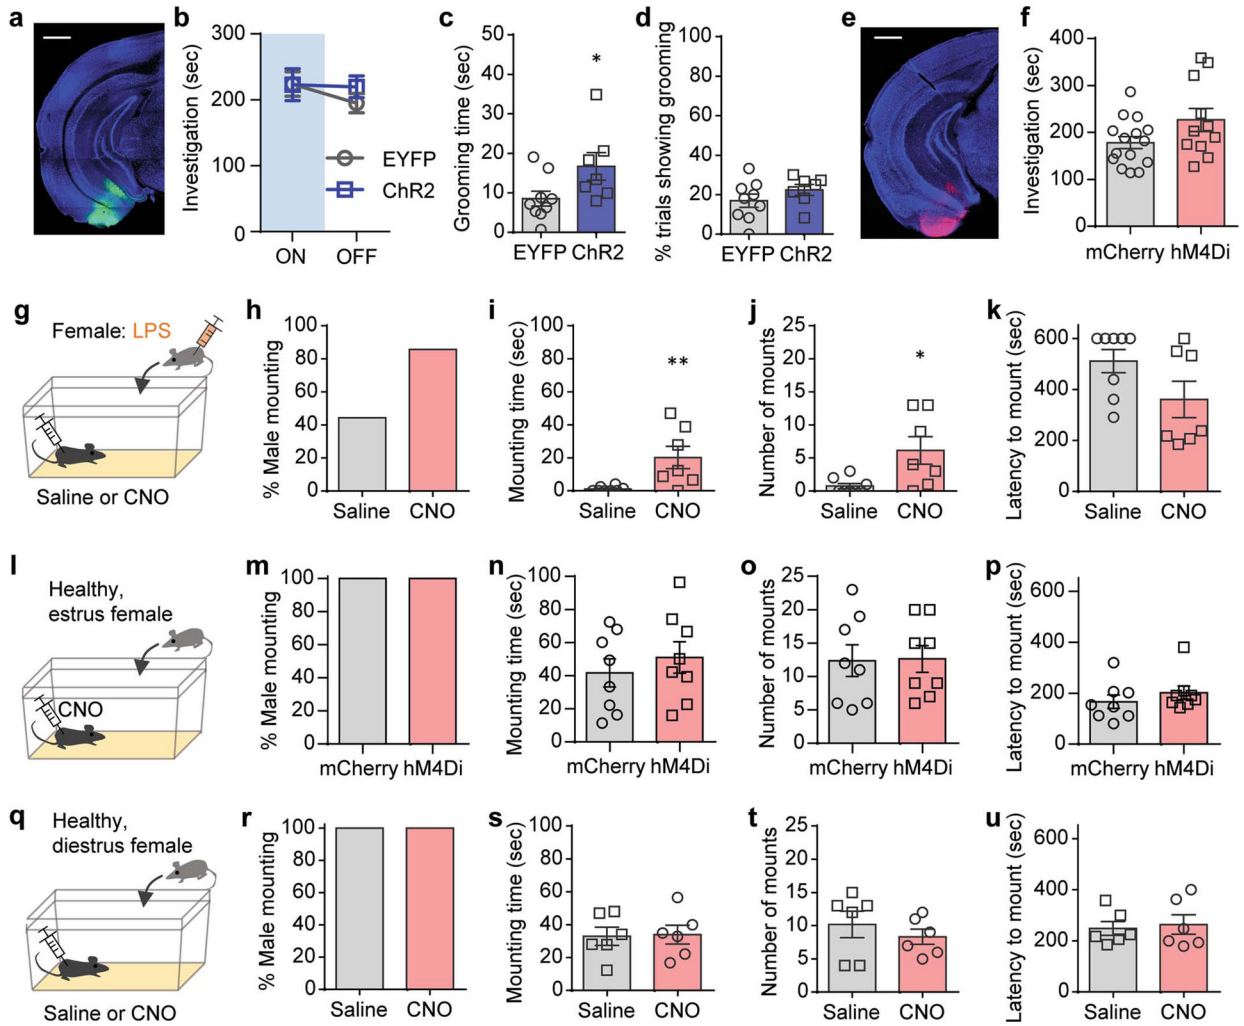 a
b
Investigation (sec)
300
200
100
0
EYFP
ChR2
ON OFF
c
Grooming time (sec)
50
40
30
20
10
0
*
EYFP ChR2
d
% trials showing grooming
100
80
60
40
20
0
EYFP ChR2
e
f
Investigation (sec)
400
300
200
100
0
mCherry hM4Di
g
Female: LPS
Saline or CNO
h
% Male mounting
100
80
60
40
20
0
Saline CNO
i
Mounting time (sec)
100
80
60
40
20
0
**
Saline CNO
j
Number of mounts
25
20
15
10
5
0
*
Saline CNO
k
Latency to mount (sec)
600
400
200
0
Saline CNO
l
Healthy,
estrus female
CNO
m
% Male mounting
100
80
60
40
20
0
mCherry hM4Di
n
Mounting time (sec)
100
80
60
40
20
0
mCherry hM4Di
o
Number of mounts
25
20
15
10
5
0
mCherry hM4Di
p
Latency to mount (sec)
600
400
200
0
mCherry hM4Di
q
Healthy,
diestrus female
Saline or CNO
r
% Male mounting
100
80
60
40
20
0
Saline CNO
s
Mounting time (sec)
100
80
60
40
20
0
Saline CNO
t
Number of mounts
25
20
15
10
5
0
Saline CNO
u
Latency to mount (sec)
600
400
200
0
Saline CNO